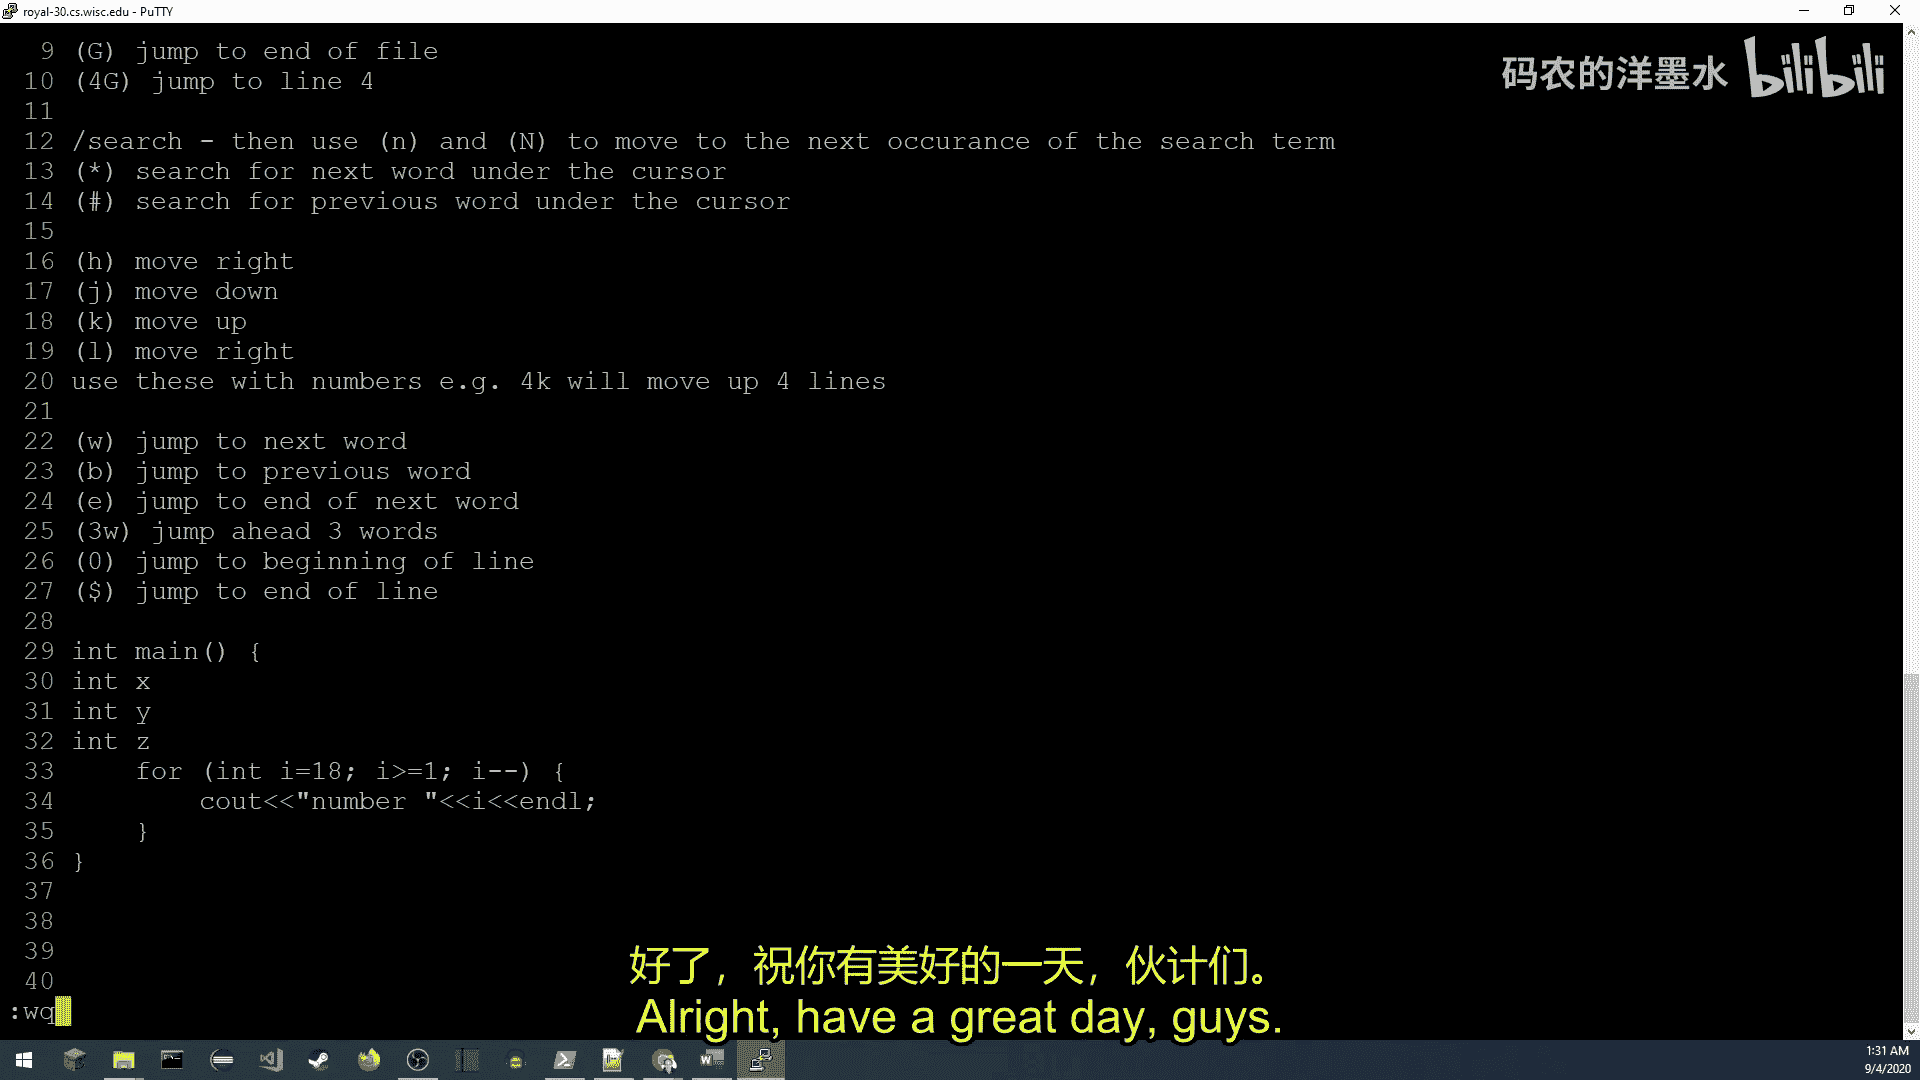 royal-30.cs.wisc.edu - PuTTY
码农的洋墨水 bilibili
9 (G) jump to end of file
10 (4G) jump to line 4
11
12 /search - then use (n) and (N) to move to the next occurance of the search term
13 (*) search for next word under the cursor
14 (#) search for previous word under the cursor
15
16 (h) move right
17 (j) move down
18 (k) move up
19 (l) move right
20 use these with numbers e.g. 4k will move up 4 lines
21
22 (w) jump to next word
23 (b) jump to previous word
24 (e) jump to end of next word
25 (3w) jump ahead 3 words
26 (0) jump to beginning of line
27 ($) jump to end of line
28
29 int main() {
30 int x
31 int y
32 int z
33     for (int i=18; i>=1; i--) {
34         cout<<"number "<<i<<endl;
35     }
36 }
37
38
39
40
:wq
好了，祝你有美好的一天，伙计们。
Alright, have a great day, guys.
1:31 AM
9/4/2020